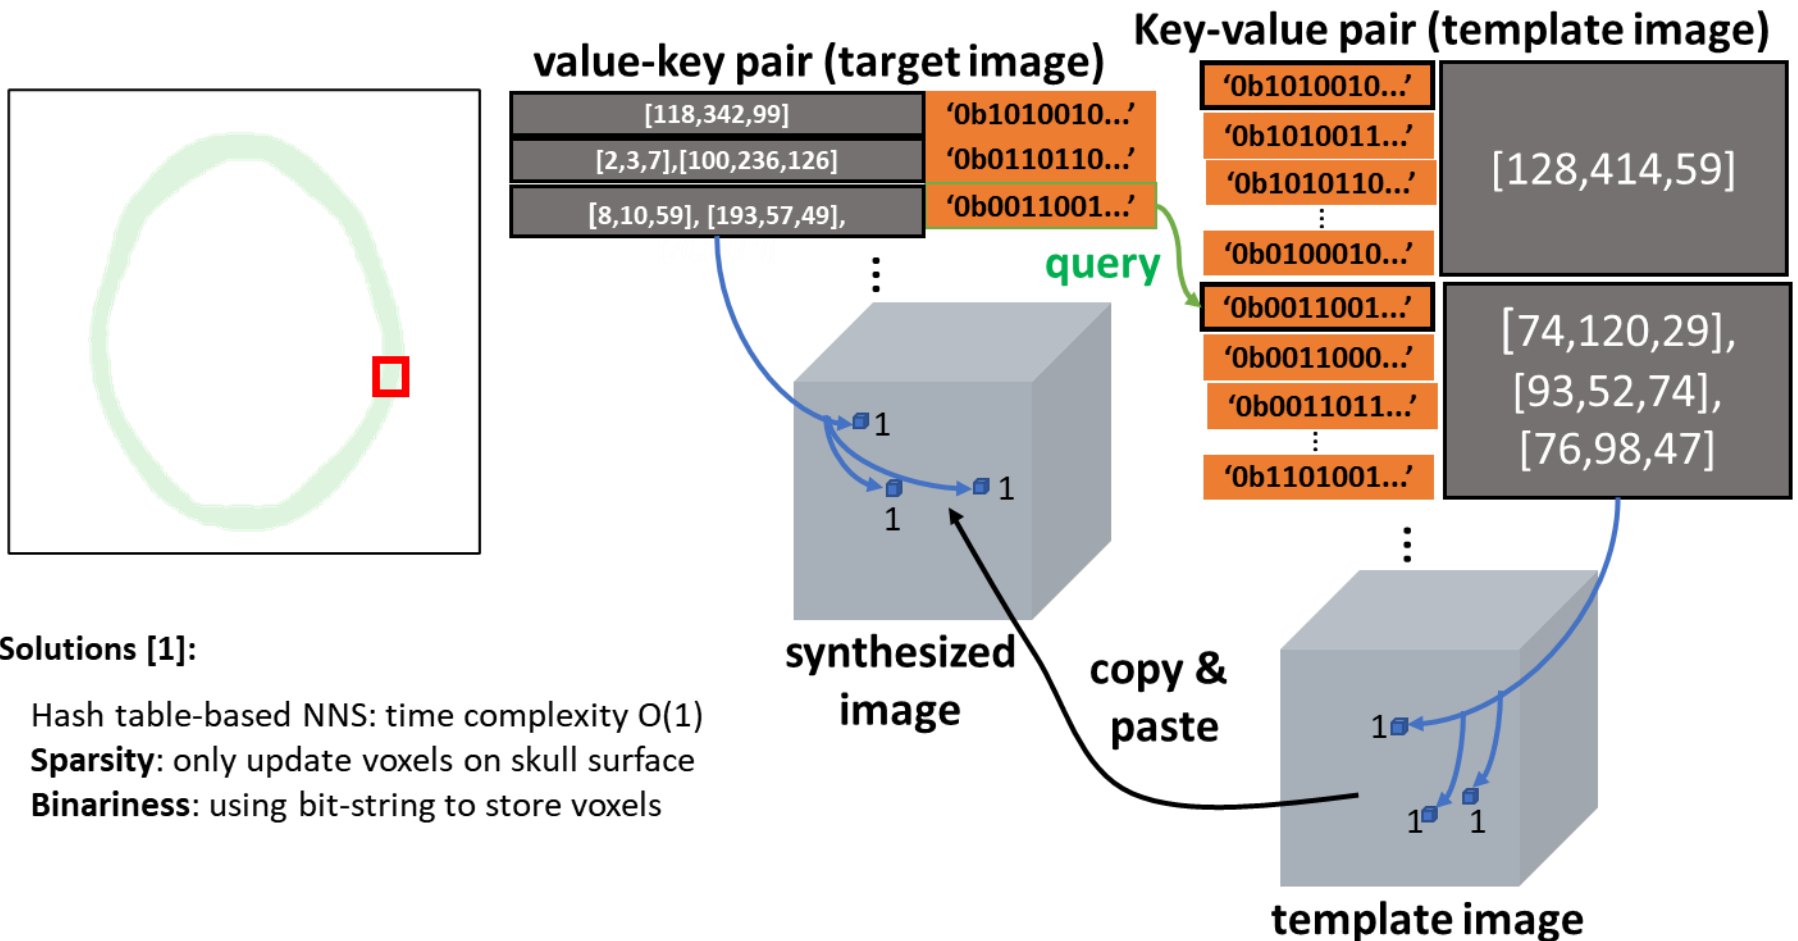 Key-value pair (template image)
value-key pair (target image)
[118,342,99]
‘0b1010010...’
[2,3,7],[100,236,126]
‘0b0110110...’
[8,10,59], [193,57,49],
‘0b0011001...’
query
‘0b1010010...’
‘0b1010011...’
‘0b1010110...’
‘0b0100010...’
[128,414,59]
‘0b0011001...’
‘0b0011000...’
‘0b0011011...’
‘0b1101001...’
[74,120,29],
[93,52,74],
[76,98,47]
1
1
1
synthesized
image
copy &
paste
1
1
1
template image
Solutions [1]:
Hash table-based NNS: time complexity O(1)
Sparsity: only update voxels on skull surface
Binariness: using bit-string to store voxels